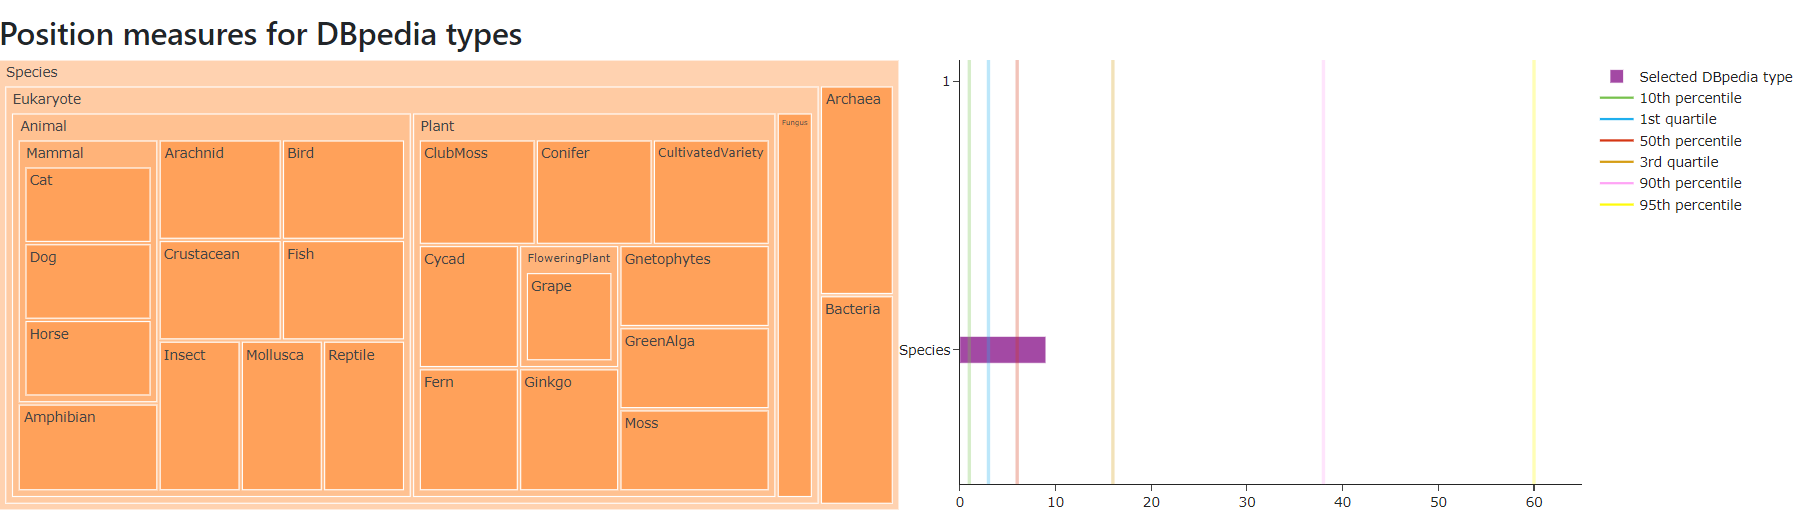 Position measures for DBpedia types
Species
Eukaryote
Archaea
Animal
Plant
Fungus
Mammal
Arachnid
Bird
ClubMoss
Conifer
CultivatedVariety
Cat
Dog
Crustacean
Fish
Cycad
FloweringPlant
Gnetophytes
Grape
Bacteria
Horse
GreenAlga
Insect
Mollusca
Reptile
Fern
Ginkgo
Amphibian
Moss
1
Species
0 10 20 30 40 50 60
Selected DBpedia type
10th percentile
1st quartile
50th percentile
3rd quartile
90th percentile
95th percentile